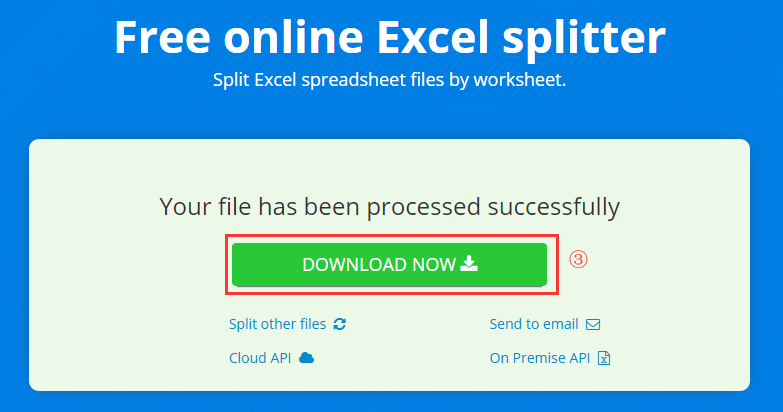 Free online Excel splitter
Split Excel spreadsheet files by worksheet.
Your file has been processed successfully
DOWNLOAD NOW
③
Split other files
Send to email
Cloud API
On Premise API